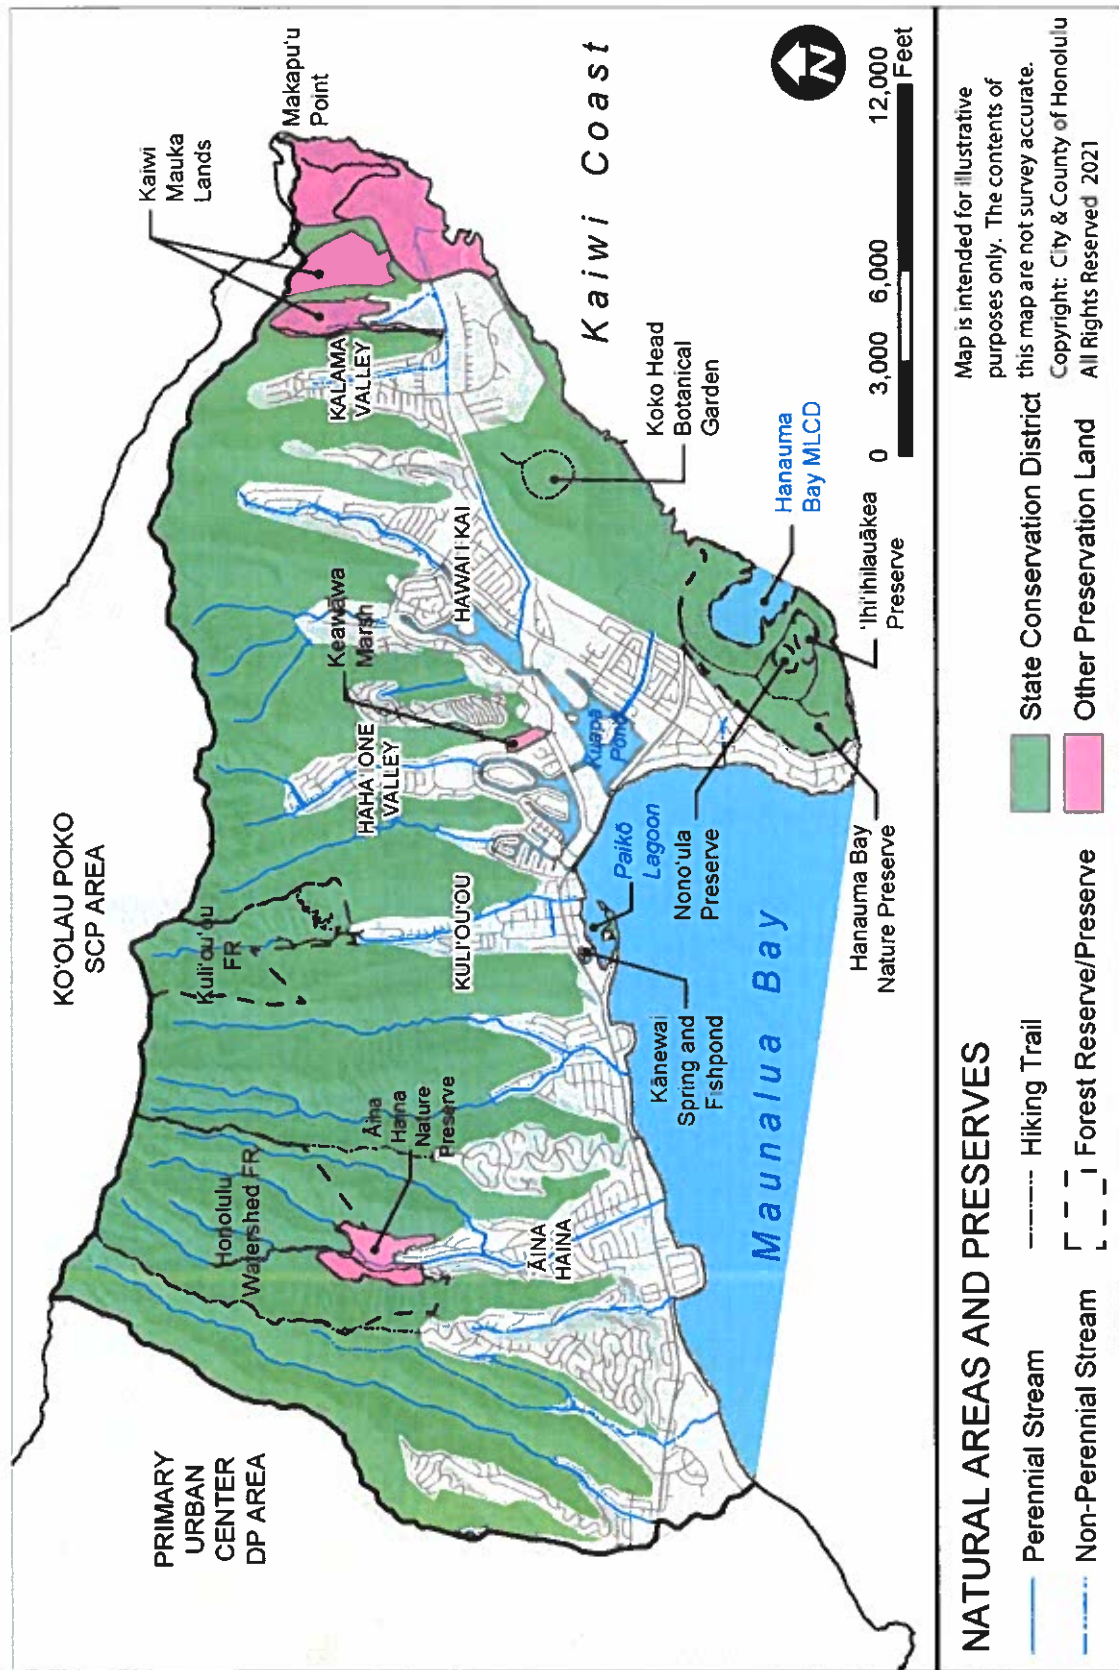 PRIMARY
URBAN
CENTER
DP AREA
KO‘OLAU POKO
SCP AREA
Kaiwi
Mauka
Lands
Makapu‘u
Point
Honolulu
Watershed FR
Kuli‘ou‘ou
FR
Āina
Haina
Nature
Preserve
Keawāwa
Marsh
KALAMA
VALLEY
HAHA‘IONE
VALLEY
HAWAI‘I KAI
KULI‘OU‘OU
ĀINA
HAINA
Kaiwi Coast
Kuapa
Pond
Paikō
Lagoon
Koko Head
Botanical
Garden
Kānewai
Spring and
Fishpond
Nono‘ula
Preserve
Hanauma
Bay MLCD
Maunalua Bay
Hanauma Bay
Nature Preserve
‘Ihi‘ihilauākea
Preserve
N
0 3,000 6,000 12,000
Feet
NATURAL AREAS AND PRESERVES
Perennial Stream
Hiking Trail
State Conservation District
Non-Perennial Stream
Forest Reserve/Preserve
Other Preservation Land
Map is intended for illustrative
purposes only. The contents of
this map are not survey accurate.
Copyright: City & County of Honolulu
All Rights Reserved 2021